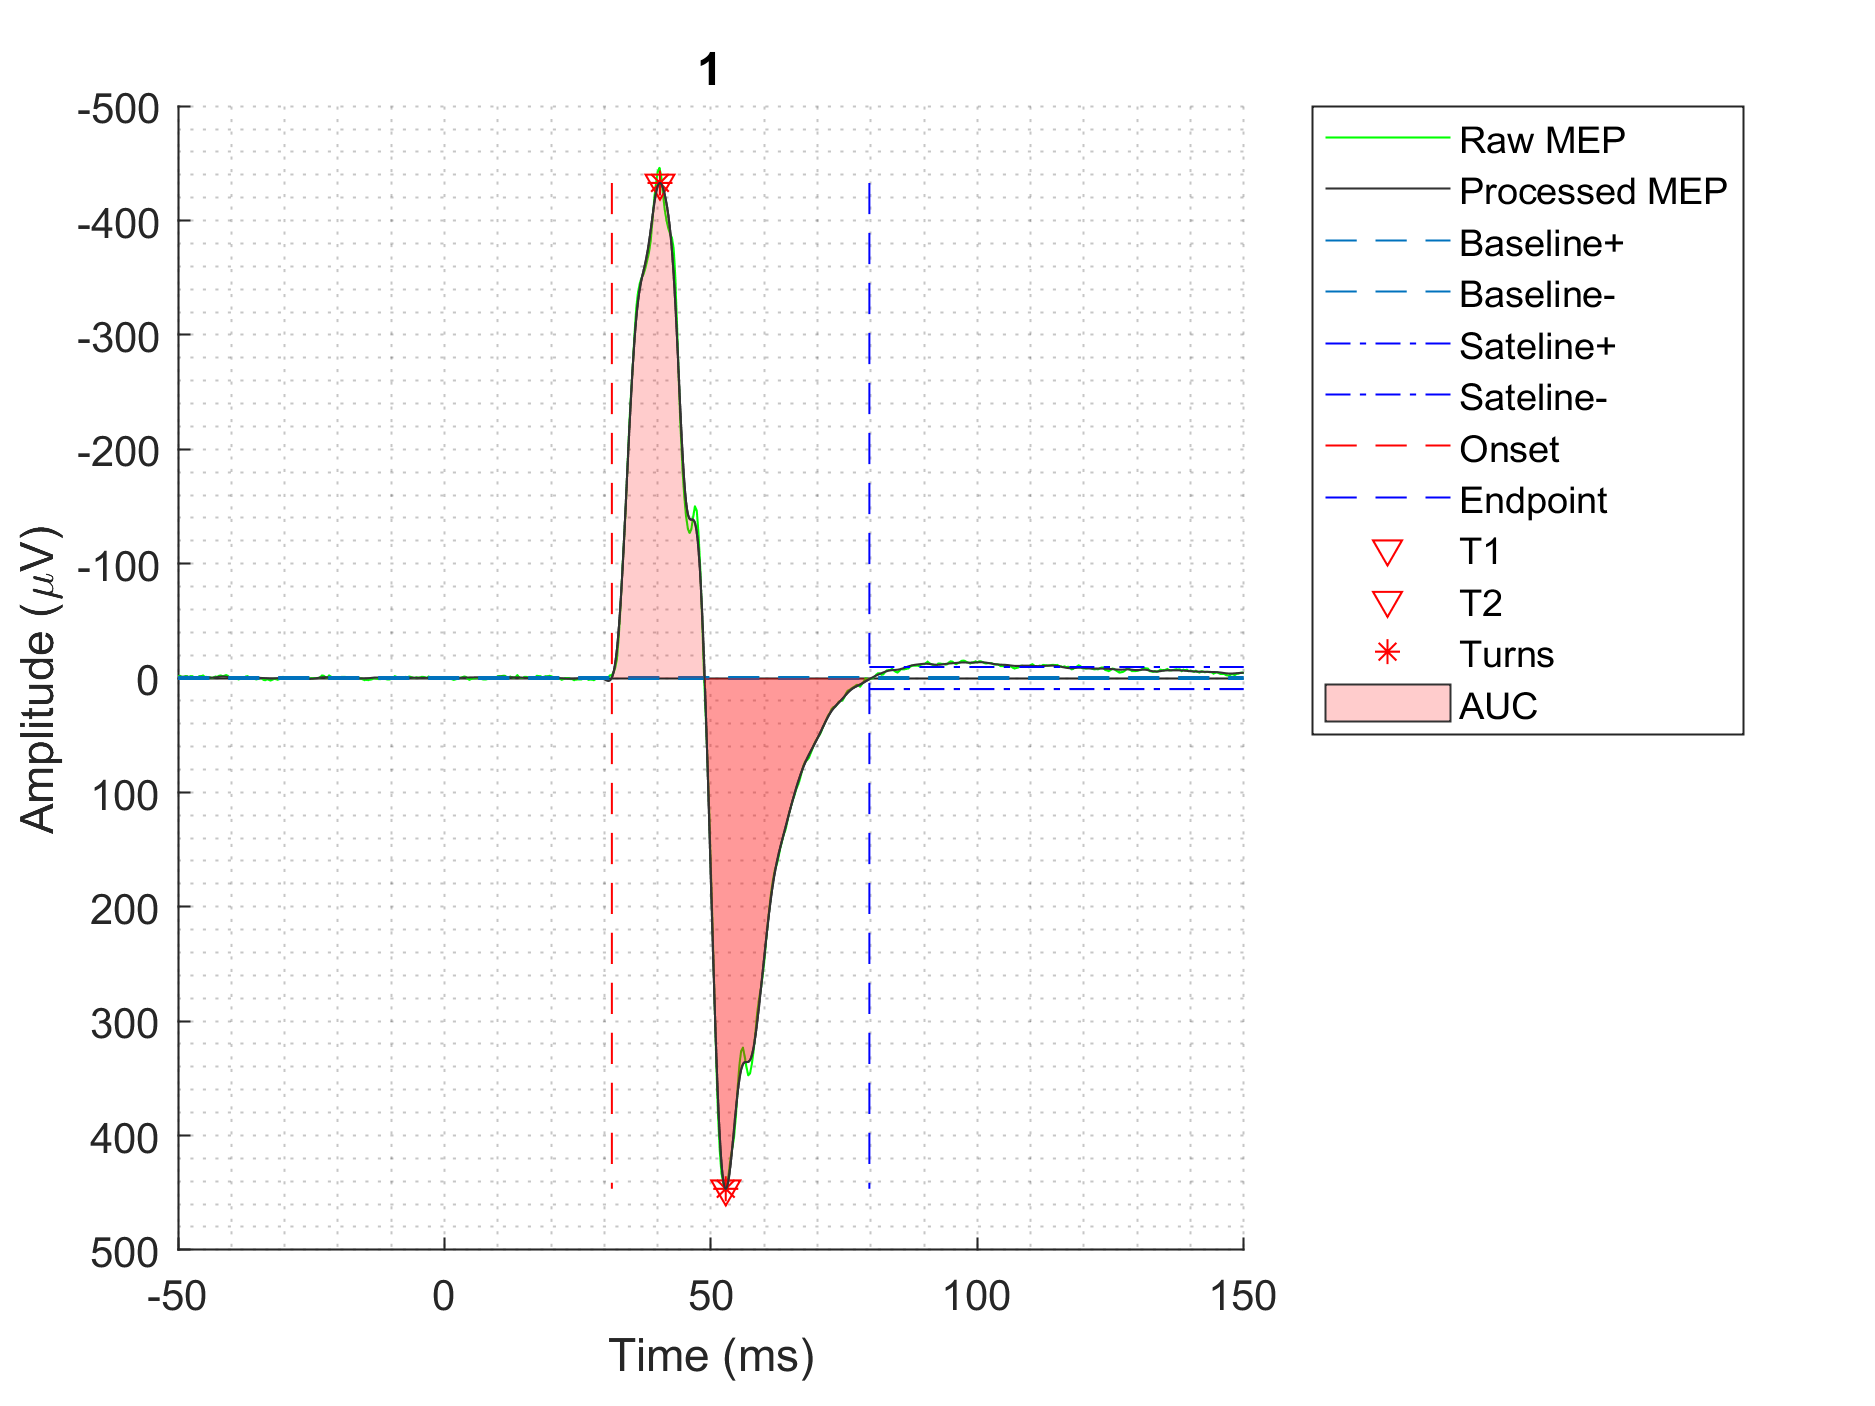 1
-500
-400
-300
-200
-100
0
100
200
300
400
500
Amplitude (μV)
-50 0 50 100 150
Time (ms)
Raw MEP
Processed MEP
Baseline+
Baseline-
Sateline+
Sateline-
Onset
Endpoint
T1
T2
Turns
AUC